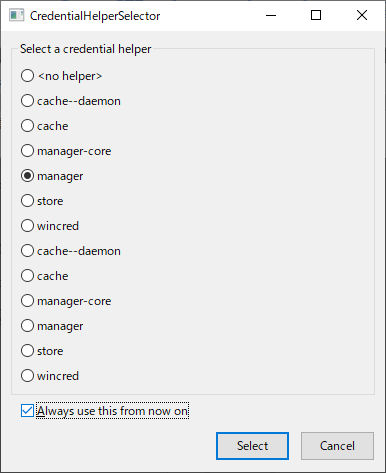 CredentialHelperSelector
Select a credential helper
<no helper>
cache--daemon
cache
manager-core
manager
store
wincred
cache--daemon
cache
manager-core
manager
store
wincred
Always use this from now on
Select
Cancel